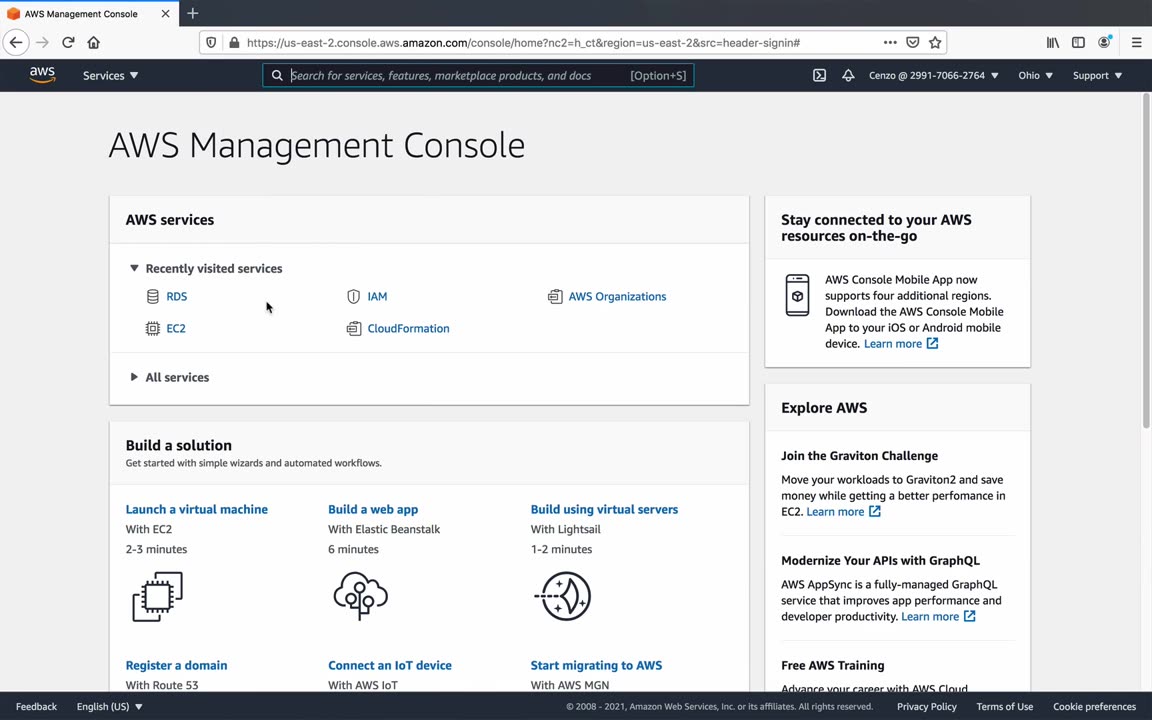 AWS Management Console
https://us-east-2.console.aws.amazon.com/console/home?nc2=h_ct&region=us-east-2&src=header-signin#
aws
Services
Search for services, features, marketplace products, and docs
[Option+S]
Cenzo @ 2991-7066-2764
Ohio
Support
AWS Management Console
AWS services
Recently visited services
RDS
IAM
AWS Organizations
EC2
CloudFormation
All services
Build a solution
Get started with simple wizards and automated workflows.
Launch a virtual machine
With EC2
2-3 minutes
Build a web app
With Elastic Beanstalk
6 minutes
Build using virtual servers
With Lightsail
1-2 minutes
Register a domain
With Route 53
Connect an IoT device
With AWS IoT
Start migrating to AWS
With AWS MGN
Stay connected to your AWS
resources on-the-go
AWS Console Mobile App now
supports four additional regions.
Download the AWS Console Mobile
App to your iOS or Android mobile
device. Learn more
Explore AWS
Join the Graviton Challenge
Move your workloads to Graviton2 and save
money while getting a better perfomance in
EC2. Learn more
Modernize Your APIs with GraphQL
AWS AppSync is a fully-managed GraphQL
service that improves app performance and
developer productivity. Learn more
Free AWS Training
Advance your career with AWS Cloud
Feedback
English (US)
© 2008 - 2021, Amazon Web Services, Inc. or its affiliates. All rights reserved.
Privacy Policy
Terms of Use
Cookie preferences